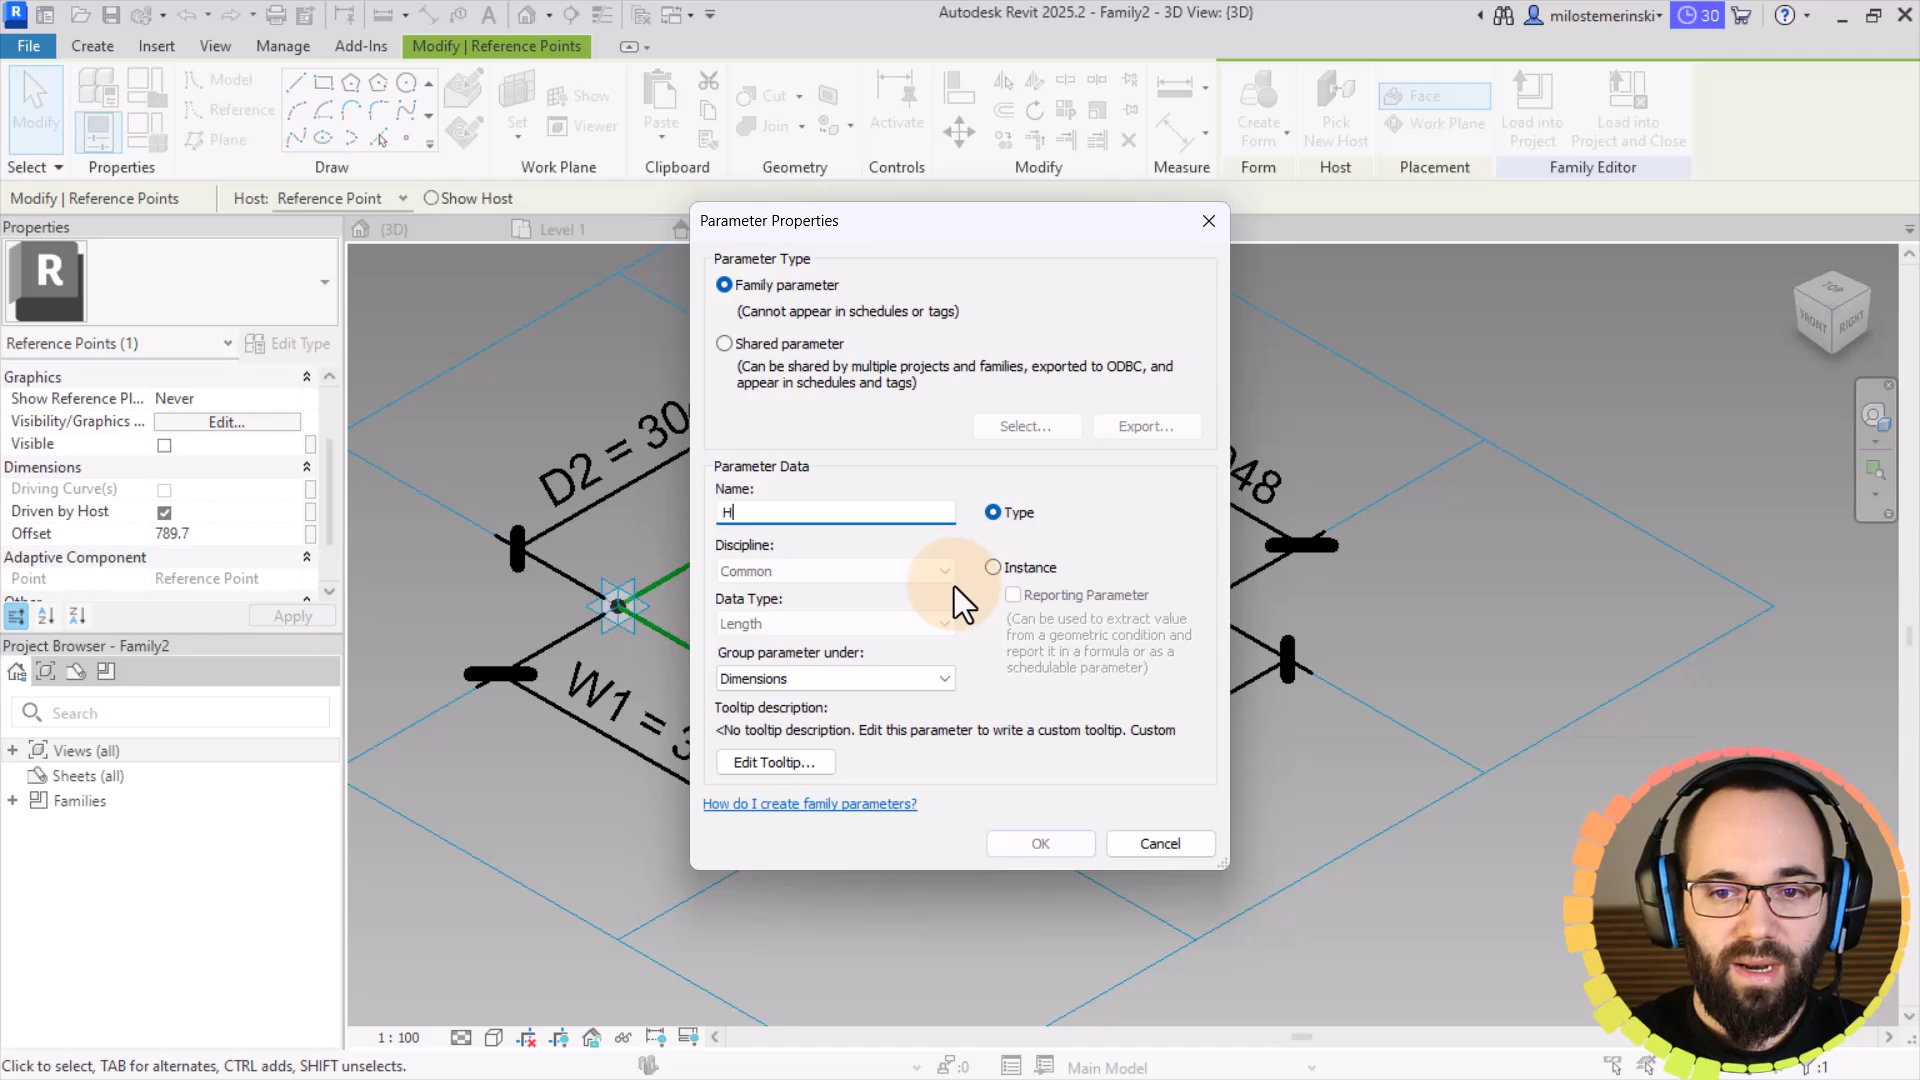 R
Autodesk Revit 2025.2 - Family2 - 3D View: {3D}
milostemerinski
30
File
Create
Insert
View
Manage
Add-Ins
Modify | Reference Points
Modify
Model
Reference
Plane
Set
Show
Viewer
Paste
Cut
Join
Activate
Create Form
Pick New Host
Face
Work Plane
Load into Project
Load into Project and Close
Select
Properties
Draw
Work Plane
Clipboard
Geometry
Controls
Modify
Measure
Form
Host
Placement
Family Editor
Modify | Reference Points
Host:
Reference Point
Show Host
Properties
{3D}
Level 1
R
Reference Points (1)
Edit Type
Graphics
Show Reference Pl...
Never
Visibility/Graphics ...
Edit...
Visible
Dimensions
Driving Curve(s)
Driven by Host
Offset
789.7
Adaptive Component
Point
Reference Point
Apply
Project Browser - Family2
Search
Views (all)
Sheets (all)
Families
Parameter Properties
Parameter Type
Family parameter
(Cannot appear in schedules or tags)
Shared parameter
(Can be shared by multiple projects and families, exported to ODBC, and
appear in schedules and tags)
Select...
Export...
Parameter Data
Name:
H
Type
Discipline:
Common
Instance
Data Type:
Reporting Parameter
Length
(Can be used to extract value
from a geometric condition and
report it in a formula or as a
schedulable parameter)
Group parameter under:
Dimensions
Tooltip description:
<No tooltip description. Edit this parameter to write a custom tooltip. Custom
Edit Tooltip...
How do I create family parameters?
OK
Cancel
D2 = 30
W1 = 3
48
TOP
FRONT
RIGHT
1 : 100
Click to select, TAB for alternates, CTRL adds, SHIFT unselects.
:0
Main Model
:1